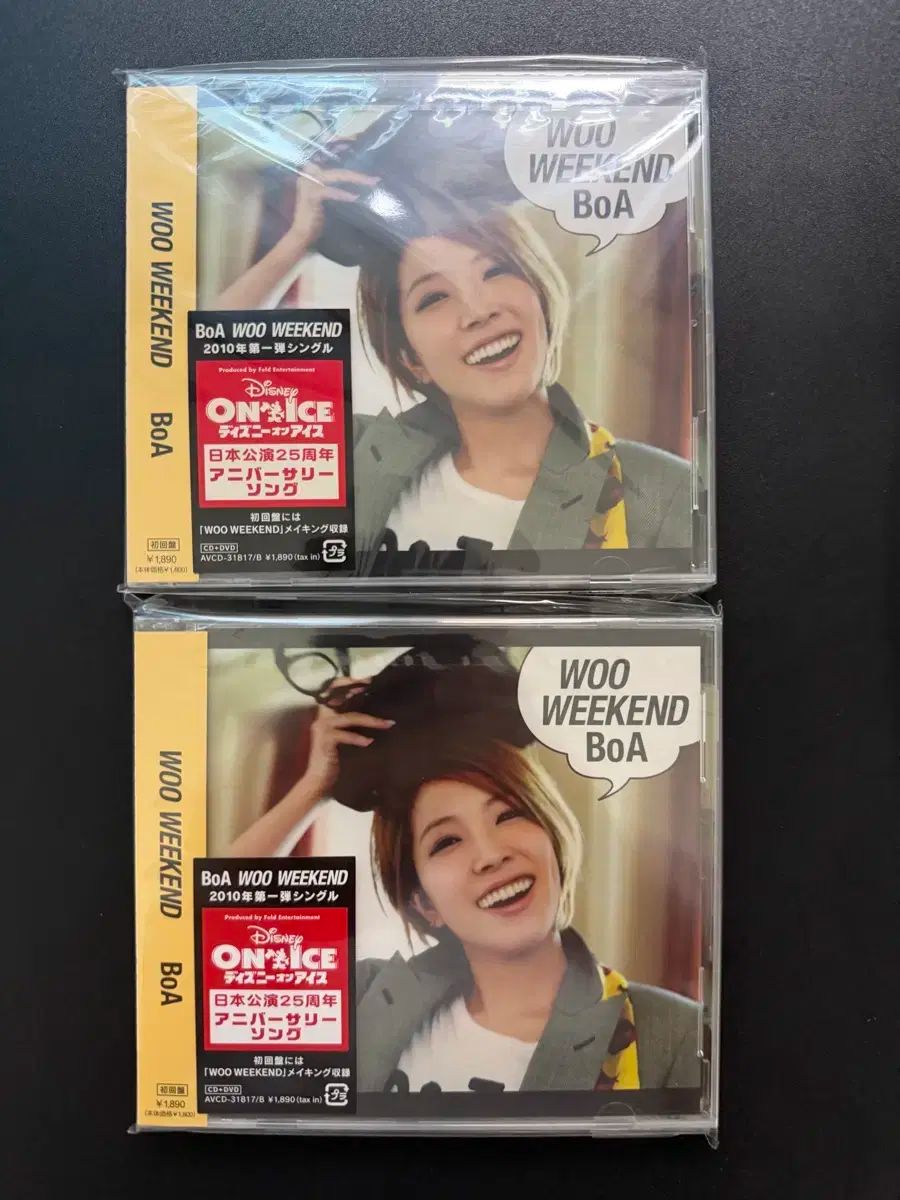 WOO
WEEKEND
BoA
WOO WEEKEND BoA
BoA WOO WEEKEND
2010年第一弾シングル
Produced by Feld Entertainment
DISNEY
ON ICE
ディズニーオンアイス
日本公演25周年
アニバーサリー
ソング
初回盤には
「WOO WEEKEND」メイキング収録
CD+DVD
AVCD-31817/B ¥1,890(tax in)
プラ
初回盤
¥1,890
(本体価格¥1,800)
WOO
WEEKEND
BoA
WOO WEEKEND BoA
BoA WOO WEEKEND
2010年第一弾シングル
Produced by Feld Entertainment
DISNEY
ON ICE
ディズニーオンアイス
日本公演25周年
アニバーサリー
ソング
初回盤には
「WOO WEEKEND」メイキング収録
CD+DVD
AVCD-31817/B ¥1,890(tax in)
プラ
初回盤
¥1,890
(本体価格¥1,800)